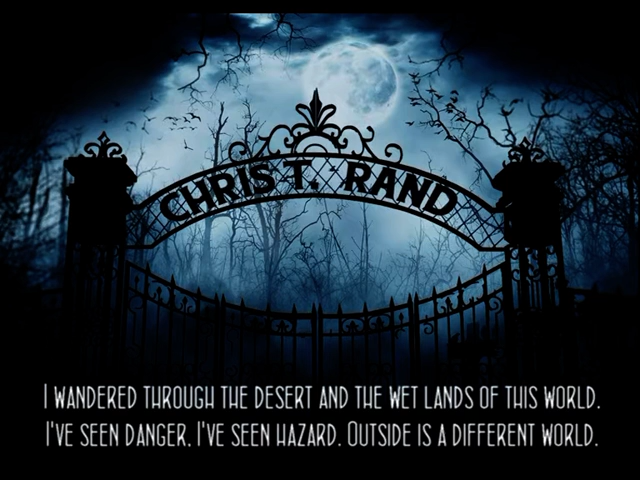 CHRIS T. RAND
I WANDERED THROUGH THE DESERT AND THE WET LANDS OF THIS WORLD.
I'VE SEEN DANGER, I'VE SEEN HAZARD. OUTSIDE IS A DIFFERENT WORLD.